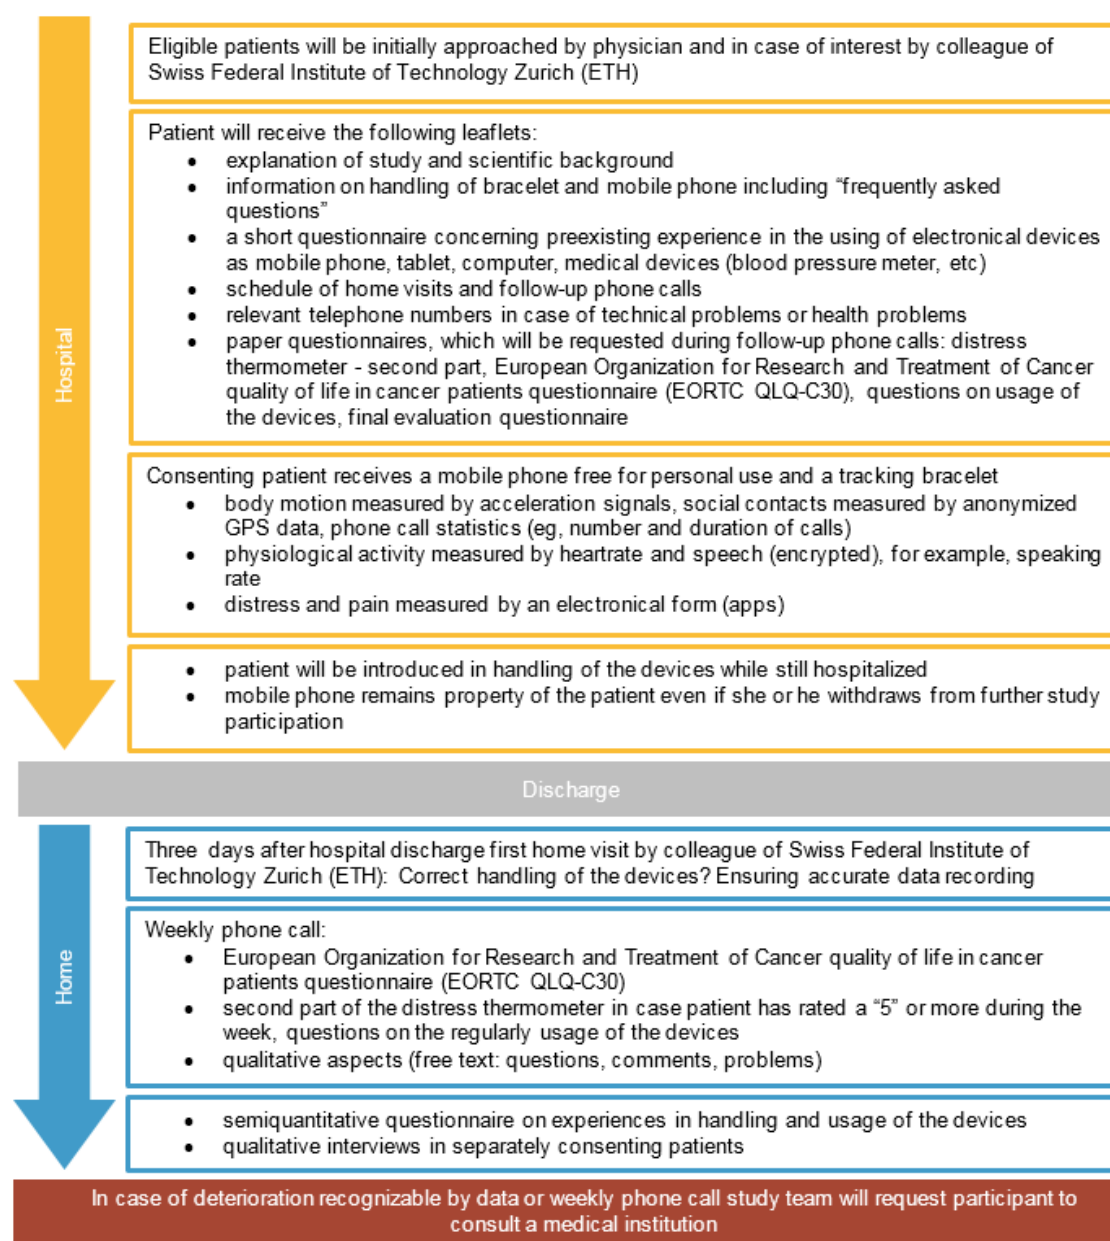 Hospital
Eligible patients will be initially approached by physician and in case of interest by colleague of
Swiss Federal Institute of Technology Zurich (ETH)
Patient will receive the following leaflets:
• explanation of study and scientific background
• information on handling of bracelet and mobile phone including “frequently asked
questions”
• a short questionnaire concerning preexisting experience in the using of electronical devices
as mobile phone, tablet, computer, medical devices (blood pressure meter, etc)
• schedule of home visits and follow-up phone calls
• relevant telephone numbers in case of technical problems or health problems
• paper questionnaires, which will be requested during follow-up phone calls: distress
thermometer - second part, European Organization for Research and Treatment of Cancer
quality of life in cancer patients questionnaire (EORTC QLQ-C30), questions on usage of
the devices, final evaluation questionnaire
Consenting patient receives a mobile phone free for personal use and a tracking bracelet
• body motion measured by acceleration signals, social contacts measured by anonymized
GPS data, phone call statistics (eg, number and duration of calls)
• physiological activity measured by heartrate and speech (encrypted), for example, speaking
rate
• distress and pain measured by an electronical form (apps)
• patient will be introduced in handling of the devices while still hospitalized
• mobile phone remains property of the patient even if she or he withdraws from further study
participation
Discharge
Home
Three days after hospital discharge first home visit by colleague of Swiss Federal Institute of
Technology Zurich (ETH): Correct handling of the devices? Ensuring accurate data recording
Weekly phone call:
• European Organization for Research and Treatment of Cancer quality of life in cancer
patients questionnaire (EORTC QLQ-C30)
• second part of the distress thermometer in case patient has rated a “5” or more during the
week, questions on the regularly usage of the devices
• qualitative aspects (free text: questions, comments, problems)
• semiquantitative questionnaire on experiences in handling and usage of the devices
• qualitative interviews in separately consenting patients
In case of deterioration recognizable by data or weekly phone call study team will request participant to
consult a medical institution